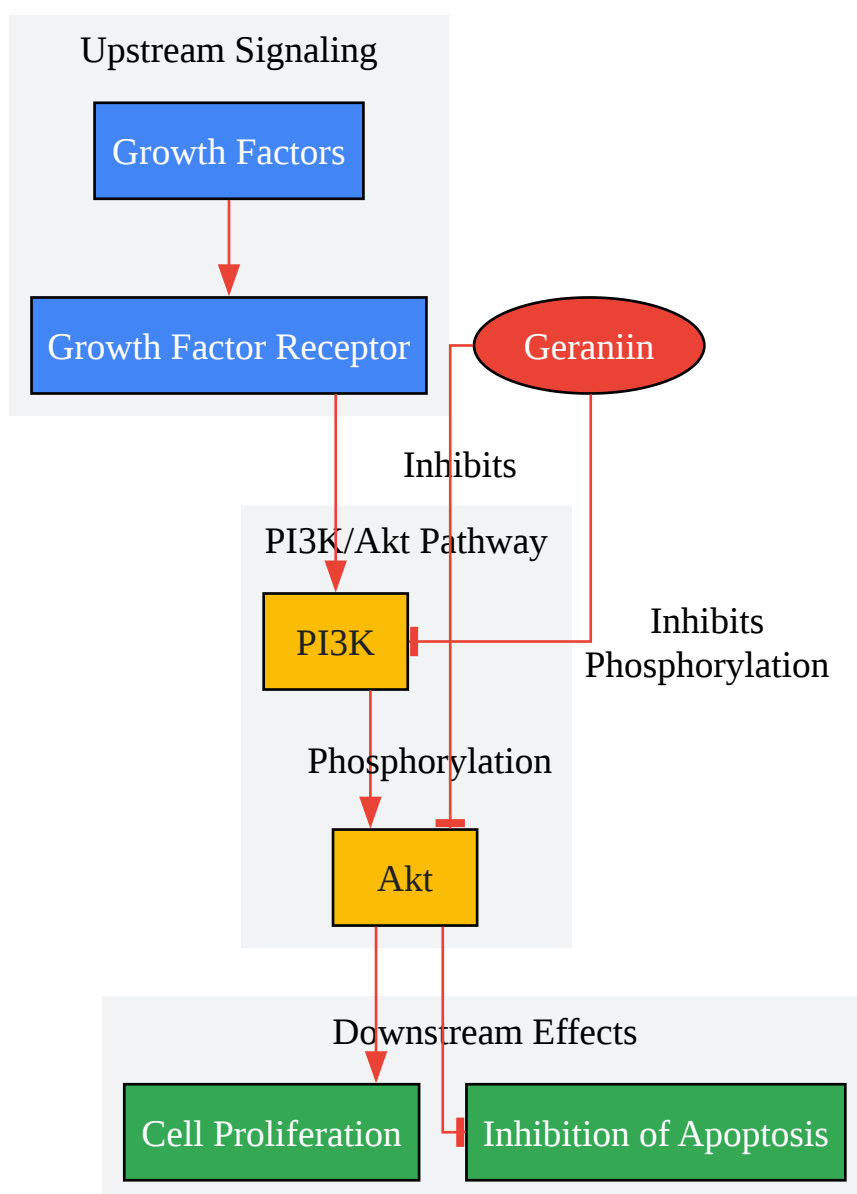 Upstream Signaling
Growth Factors
Growth Factor Receptor
Geraniin
Inhibits
PI3K/Akt Pathway
PI3K
Inhibits
Phosphorylation
Phosphorylation
Akt
Downstream Effects
Cell Proliferation
Inhibition of Apoptosis